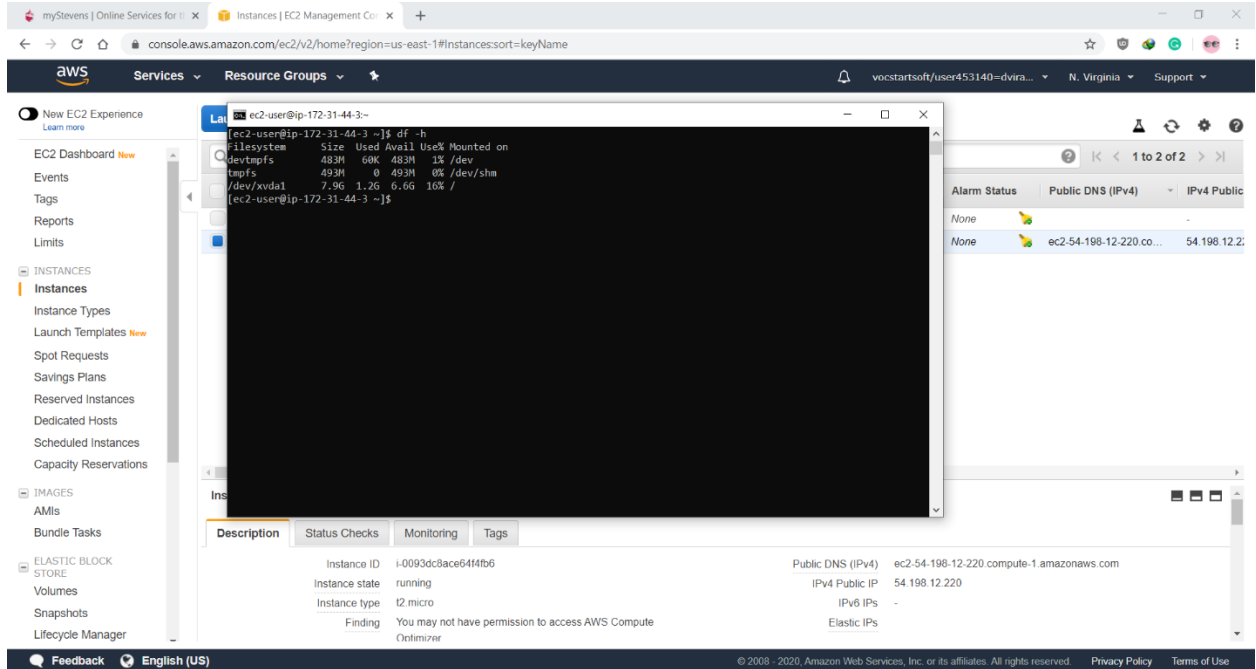 myStevens | Online Services for t
Instances | EC2 Management Con
console.aws.amazon.com/ec2/v2/home?region=us-east-1#Instances:sort=keyName
aws Services Resource Groups vocstartsoft/user453140=dvira... N. Virginia Support
New EC2 Experience
Learn more
EC2 Dashboard New
Events
Tags
Reports
Limits
INSTANCES
Instances
Instance Types
Launch Templates New
Spot Requests
Savings Plans
Reserved Instances
Dedicated Hosts
Scheduled Instances
Capacity Reservations
IMAGES
AMIs
Bundle Tasks
ELASTIC BLOCK
STORE
Volumes
Snapshots
Lifecycle Manager
ec2-user@ip-172-31-44-3:~
[ec2-user@ip-172-31-44-3 ~]$ df -h
Filesystem Size Used Avail Use% Mounted on
devtmpfs 483M 60K 483M 1% /dev
tmpfs 493M 0 493M 0% /dev/shm
/dev/xvda1 7.9G 1.2G 6.6G 16% /
[ec2-user@ip-172-31-44-3 ~]$
1 to 2 of 2
Alarm Status Public DNS (IPv4) IPv4 Public
None -
None ec2-54-198-12-220.co... 54.198.12.22
Description Status Checks Monitoring Tags
Instance ID i-0093dc8ace64f4fb6 Public DNS (IPv4) ec2-54-198-12-220.compute-1.amazonaws.com
Instance state running IPv4 Public IP 54.198.12.220
Instance type t2.micro IPv6 IPs -
Finding You may not have permission to access AWS Compute Elastic IPs
Optimizer
Feedback English (US) © 2008 - 2020, Amazon Web Services, Inc. or its affiliates. All rights reserved. Privacy Policy Terms of Use